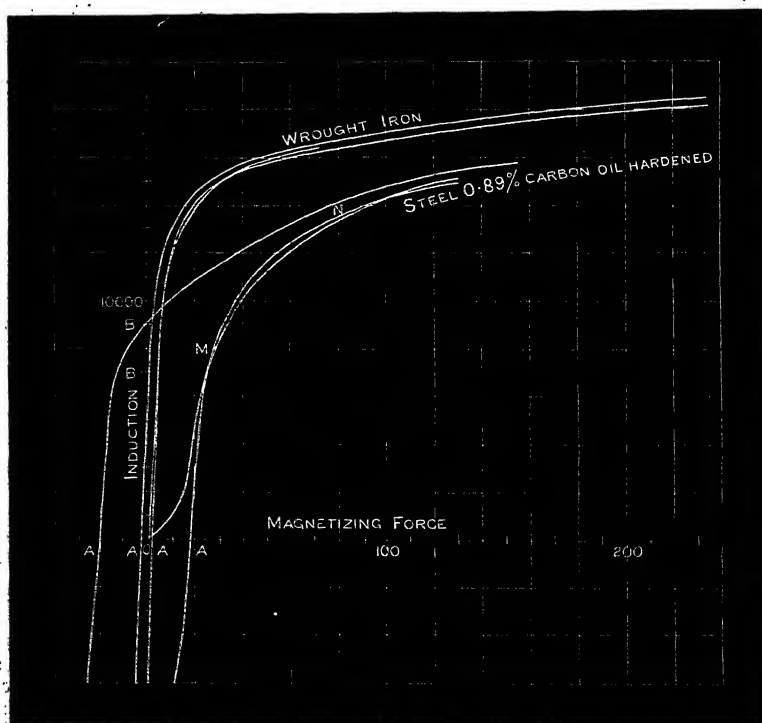 WROUGHT IRON
STEEL 0·89% CARBON OIL HARDENED
N
10000
B
M
INDUCTION B
MAGNETIZING FORCE
A A O A A 100 200